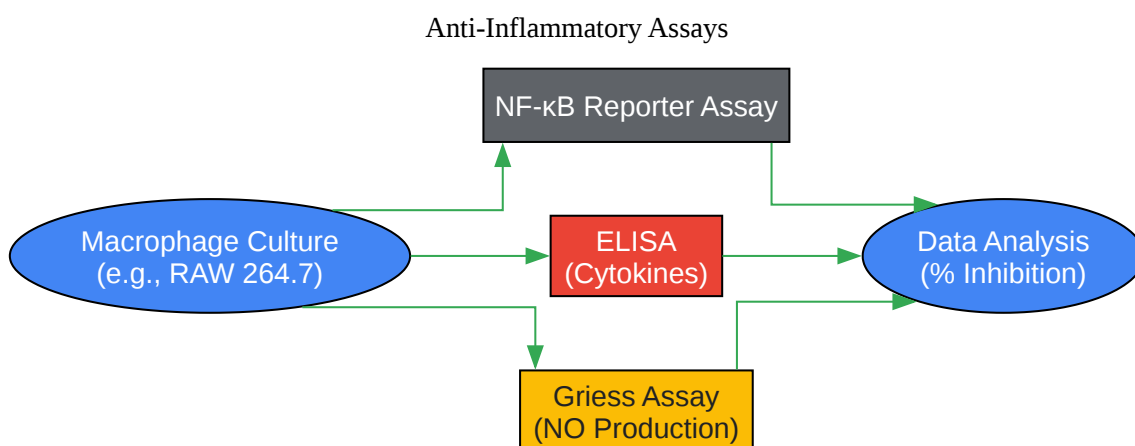 Anti-Inflammatory Assays
NF-κB Reporter Assay
Macrophage Culture
(e.g., RAW 264.7)
ELISA
(Cytokines)
Data Analysis
(% Inhibition)
Griess Assay
(NO Production)